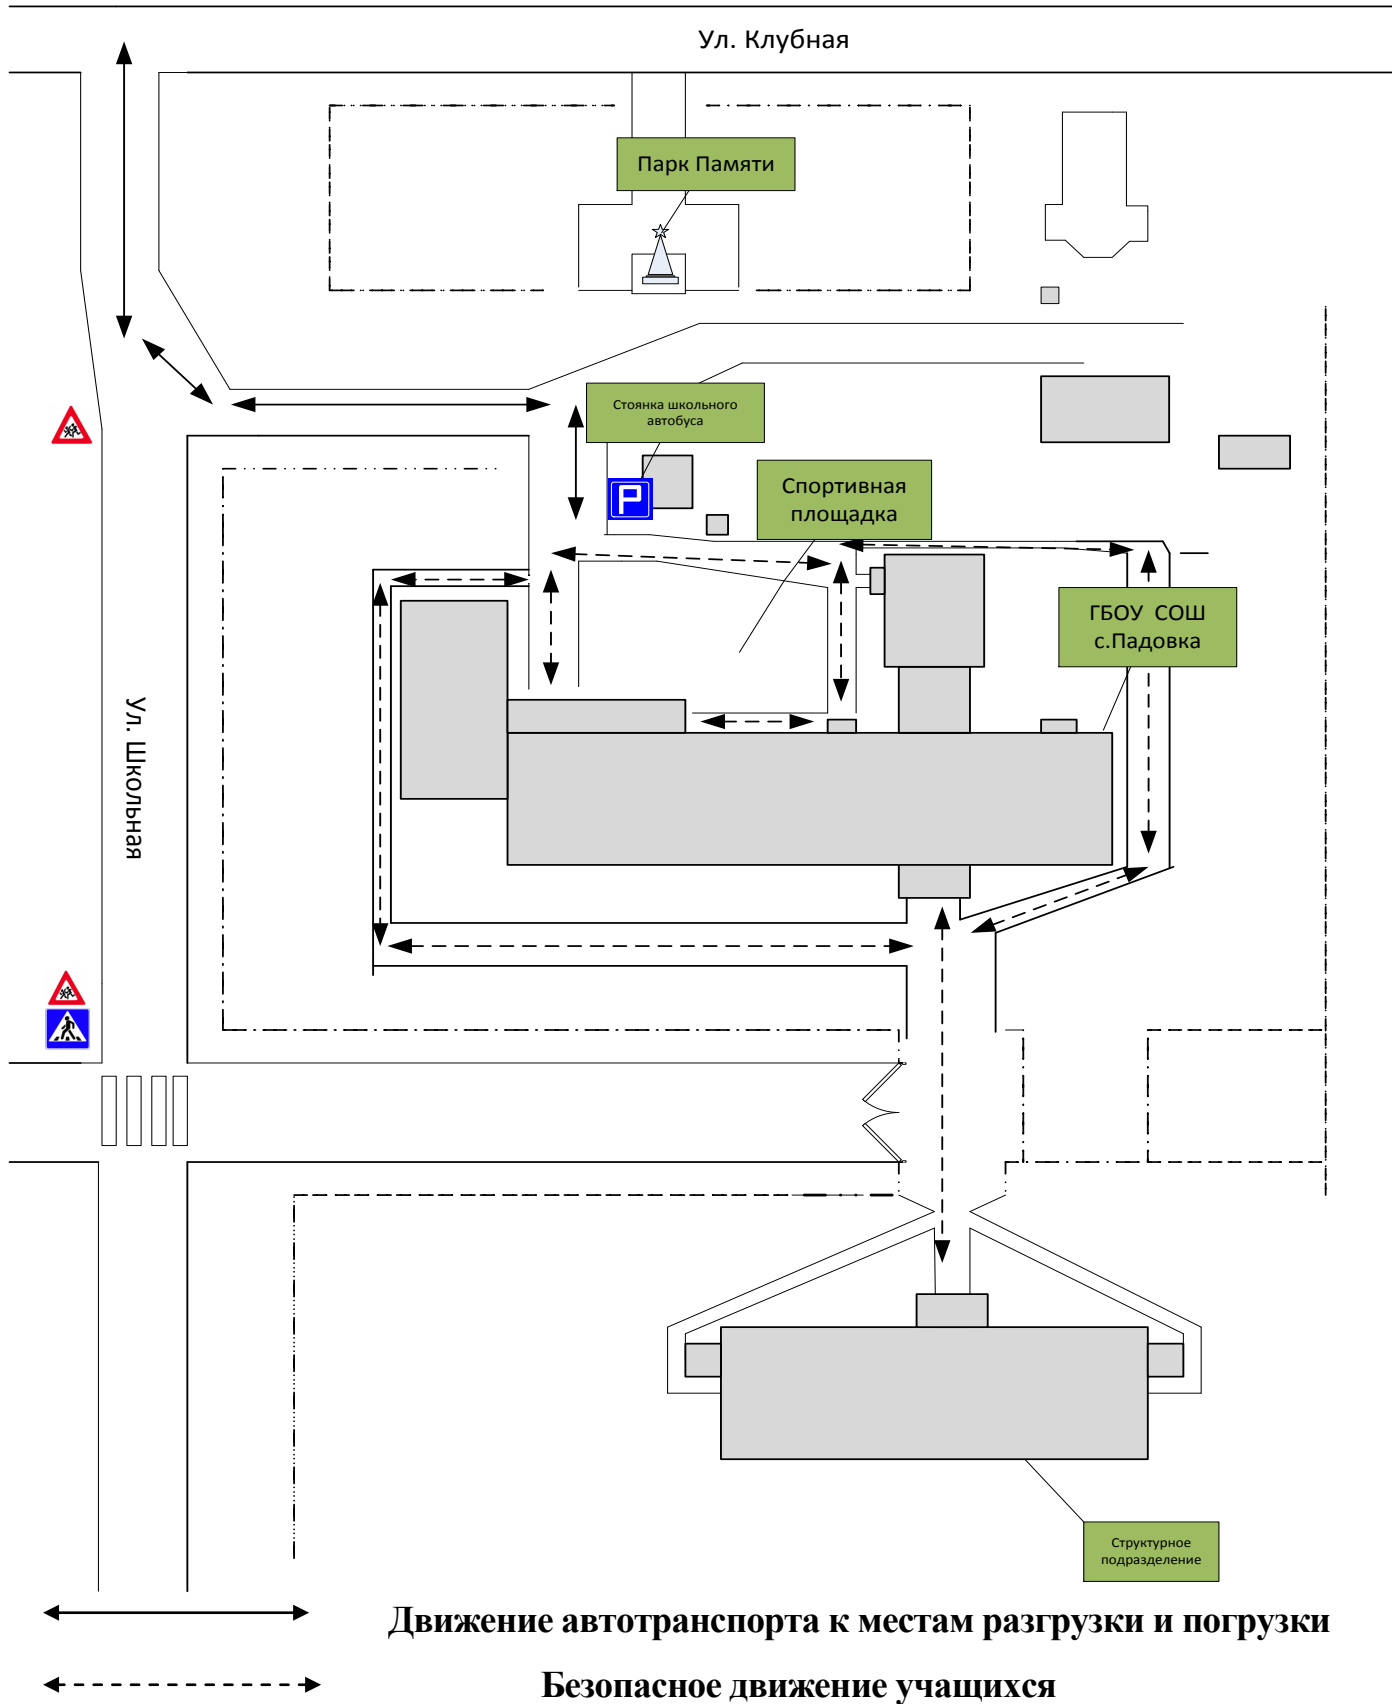 Ул. Клубная
Парк Памяти
Стоянка школьного
автобуса
P
Спортивная
площадка
ГБОУ СОШ
с.Падовка
Ул. Школьная
Структурное
подразделение
Движение автотранспорта к местам разгрузки и погрузки
Безопасное движение учащихся